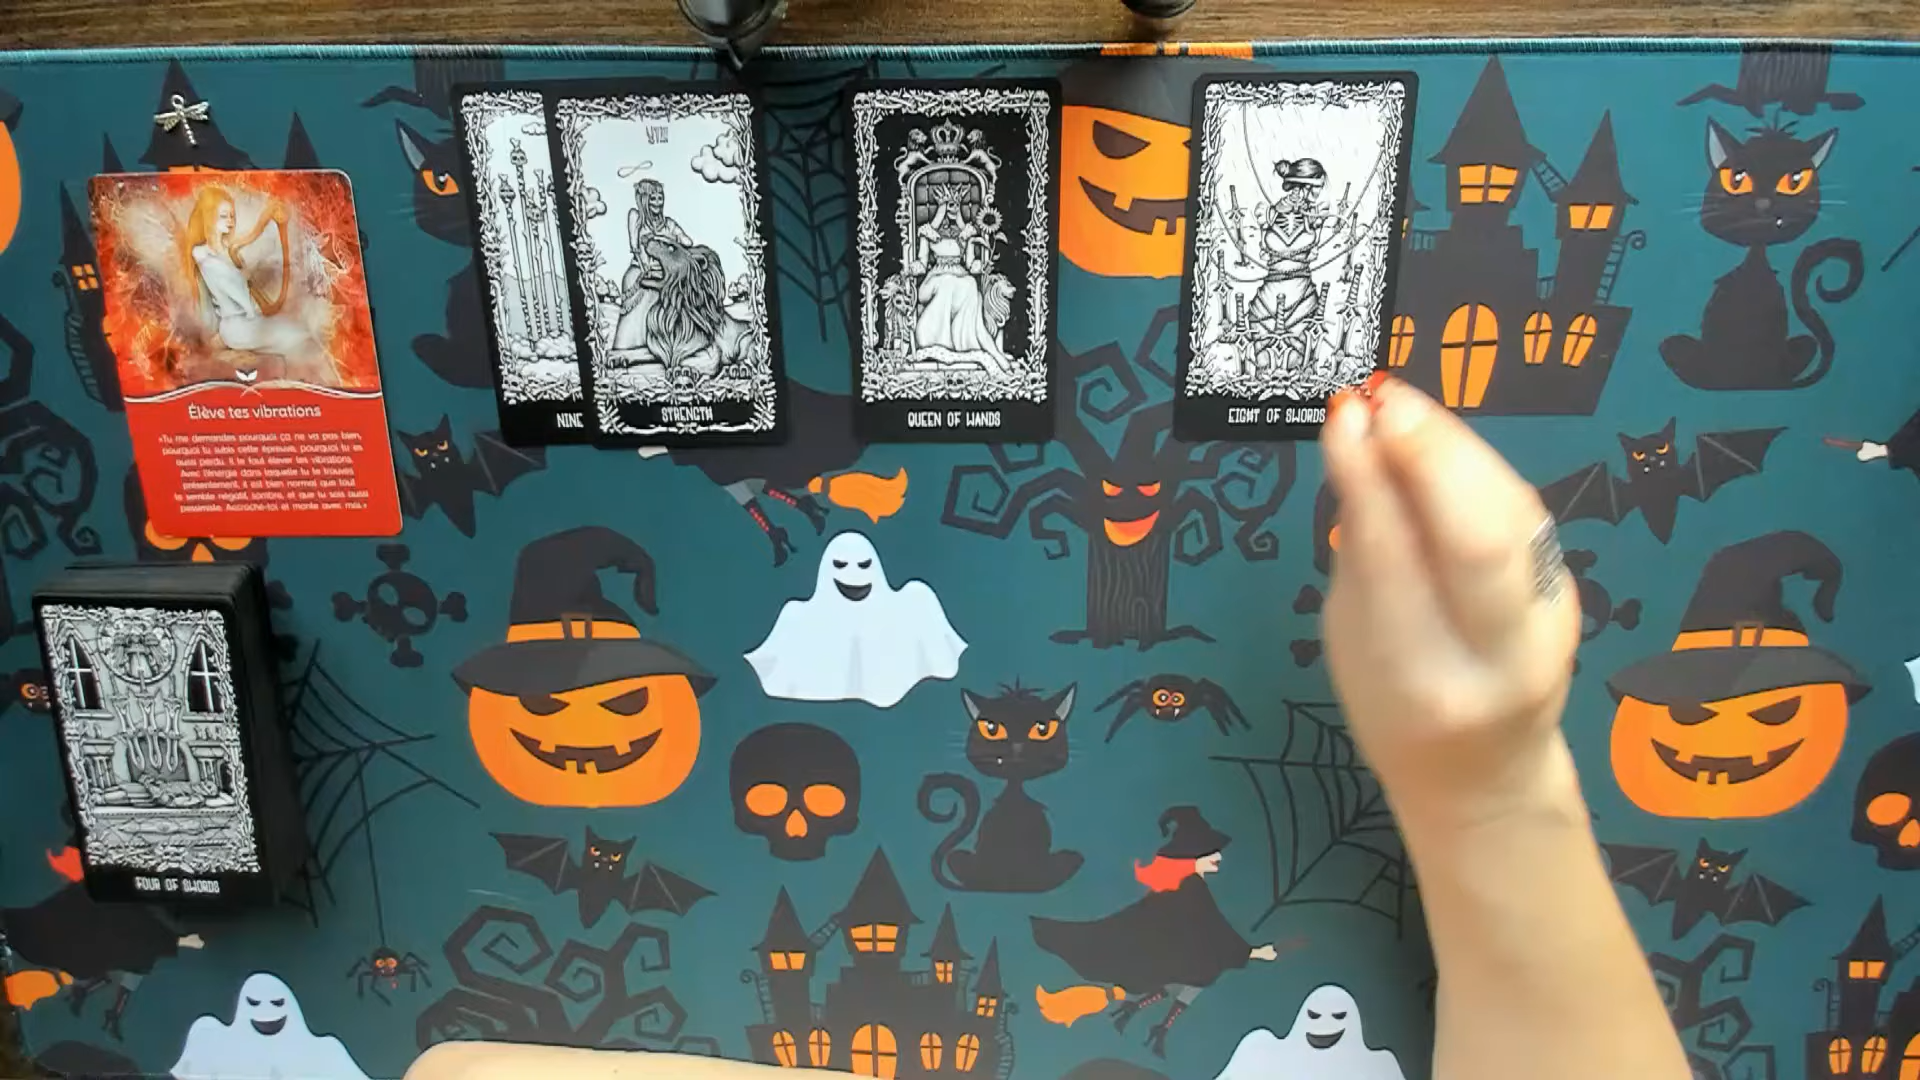 Élève tes vibrations
«Tu me demandes pourquoi ça ne va pas bien,
pourquoi tu subis cette épreuve, pourquoi tu es
aussi perdu. Il te faut élever tes vibrations.
Avec l'énergie dans laquelle tu te trouves
présentement, il est bien normal que tout
te semble négatif, sombre, et que tu sois aussi
pessimiste. Accroche-toi et monte avec moi.»
NINE
STRENGTH
QUEEN OF WANDS
EIGHT OF SWORDS
FOUR OF SWORDS